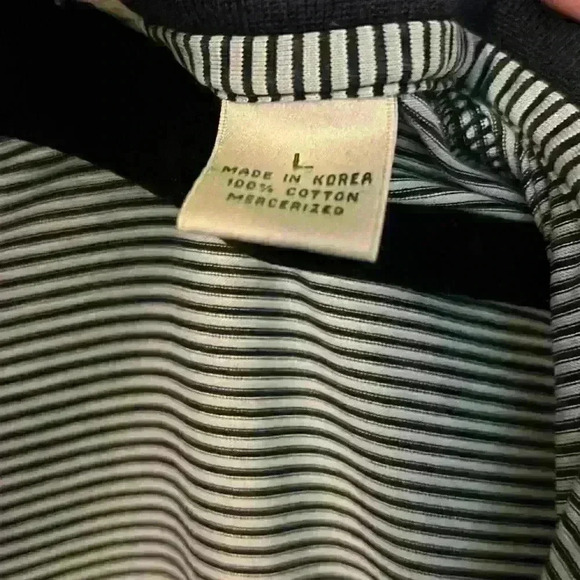 L
MADE IN KOREA
100% COTTON
MERCERIZED